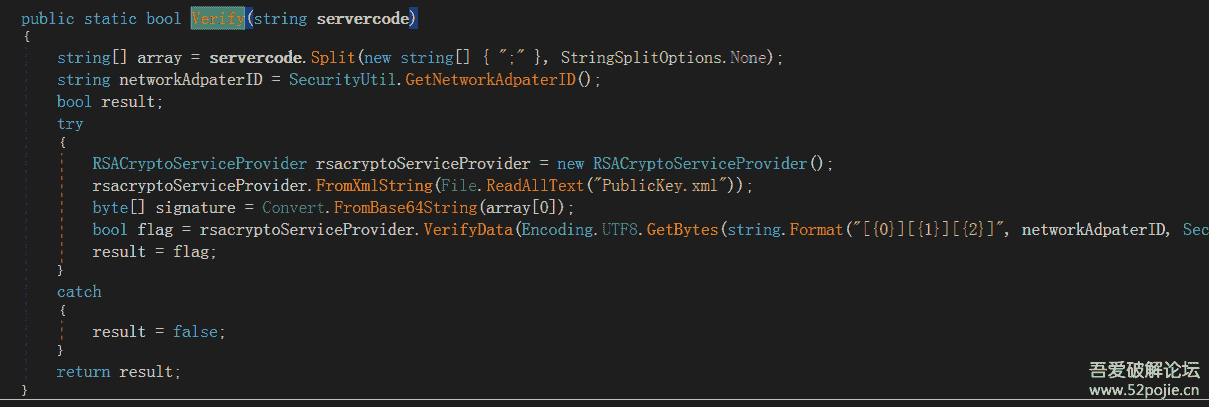 public static bool Verify(string servercode)
{
string[] array = servercode.Split(new string[] { ";" }, StringSplitOptions.None);
string networkAdpaterID = SecurityUtil.GetNetworkAdpaterID();
bool result;
try
{
RSACryptoServiceProvider rsacryptoServiceProvider = new RSACryptoServiceProvider();
rsacryptoServiceProvider.FromXmlString(File.ReadAllText("PublicKey.xml"));
byte[] signature = Convert.FromBase64String(array[0]);
bool flag = rsacryptoServiceProvider.VerifyData(Encoding.UTF8.GetBytes(string.Format("[{0}][{1}][{2}]", networkAdpaterID, Sec
result = flag;
}
catch
{
result = false;
}
return result;
}
吾爱破解论坛
www.52pojie.cn